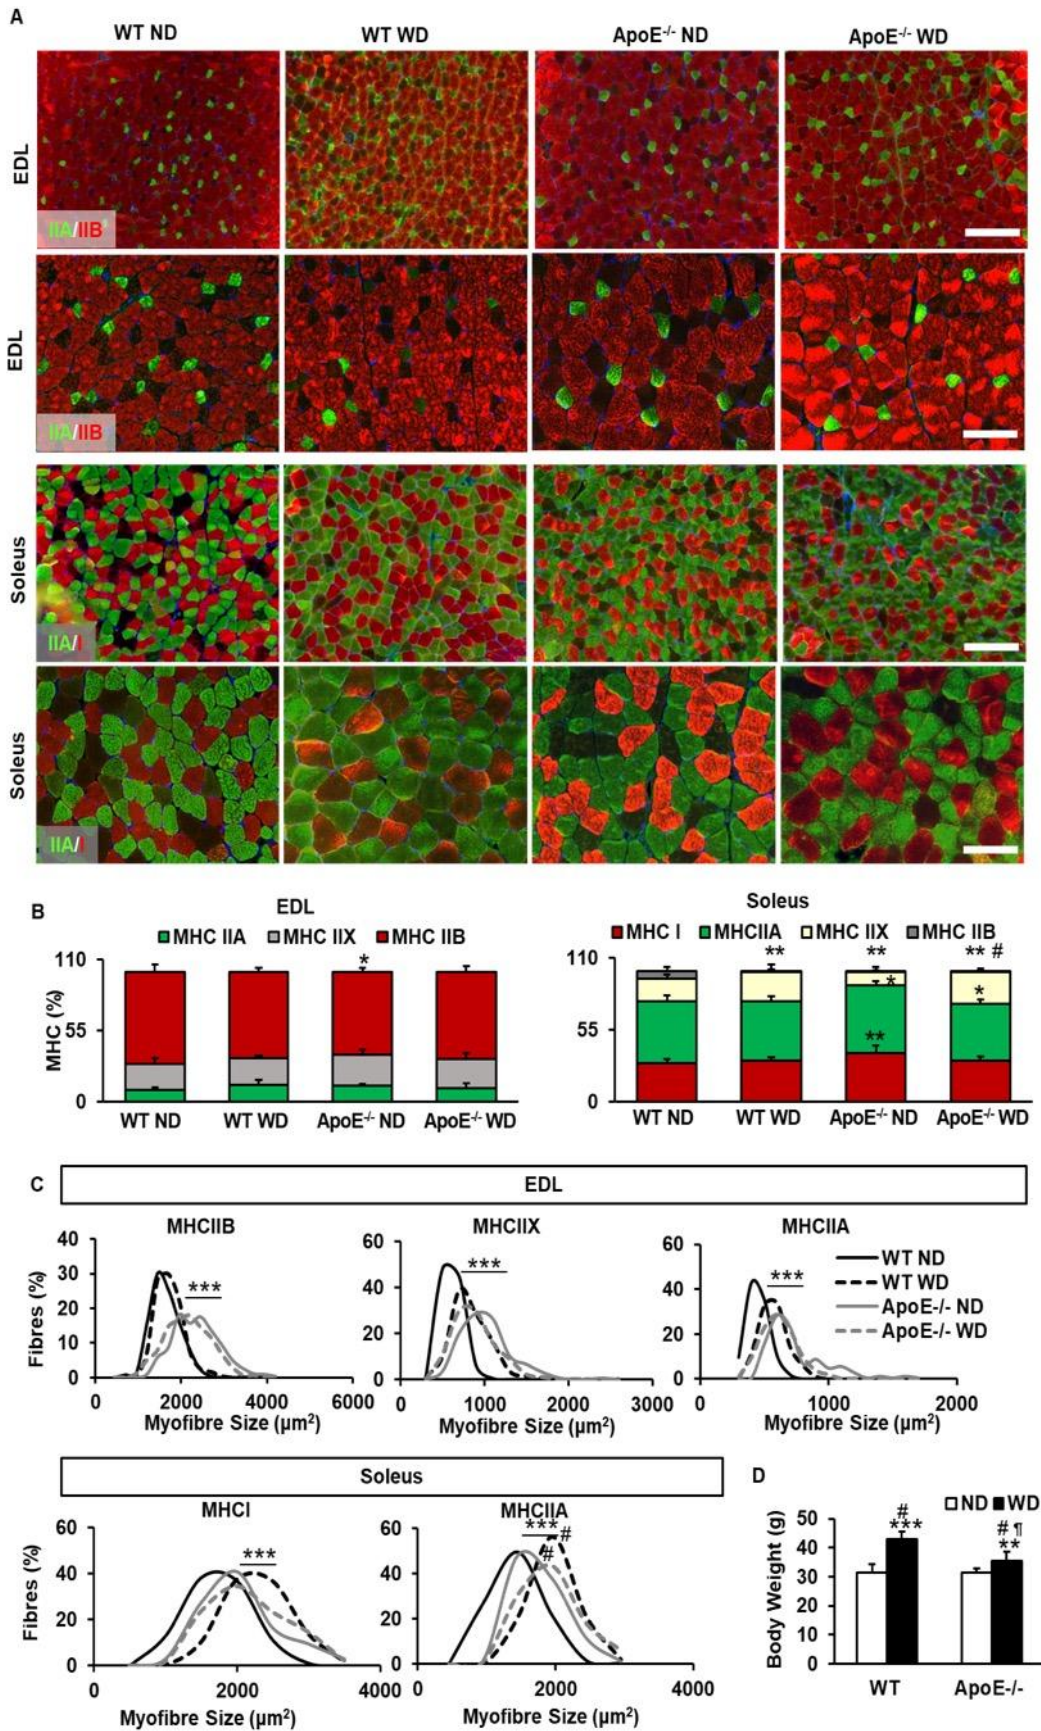 A
WT ND
WT WD
ApoE-/- ND
ApoE-/- WD
EDL
IIA/IIB
EDL
IIA/IIB
Soleus
IIA/I
Soleus
IIA/I
B
EDL
MHC IIA MHC IIX MHC IIB
MHC (%)
110
55
0
*
WT ND WT WD ApoE-/- ND ApoE-/- WD
Soleus
MHC I MHCIIA MHC IIX MHC IIB
110
55
0
** ** ** #
* *
**
WT ND WT WD ApoE-/- ND ApoE-/- WD
C
EDL
MHCIIB
Fibres (%)
40
30
20
10
0
***
0 2000 4000 6000
Myofibre Size (µm²)
MHCIIX
60
40
20
0
***
0 1000 2000 3000
Myofibre Size (µm²)
MHCIIA
60
40
20
0
***
0 1000 2000
Myofibre Size (µm²)
WT ND
WT WD
ApoE-/- ND
ApoE-/- WD
Soleus
MHCI
Fibres (%)
60
40
20
0
***
0 2000 4000
Myofibre Size (µm²)
MHCIIA
60
40
20
0
*** #
#
0 2000 4000
Myofibre Size (µm²)
D
ND WD
Body Weight (g)
50
40
30
20
10
0
#
***
# ¶
**
WT ApoE-/-